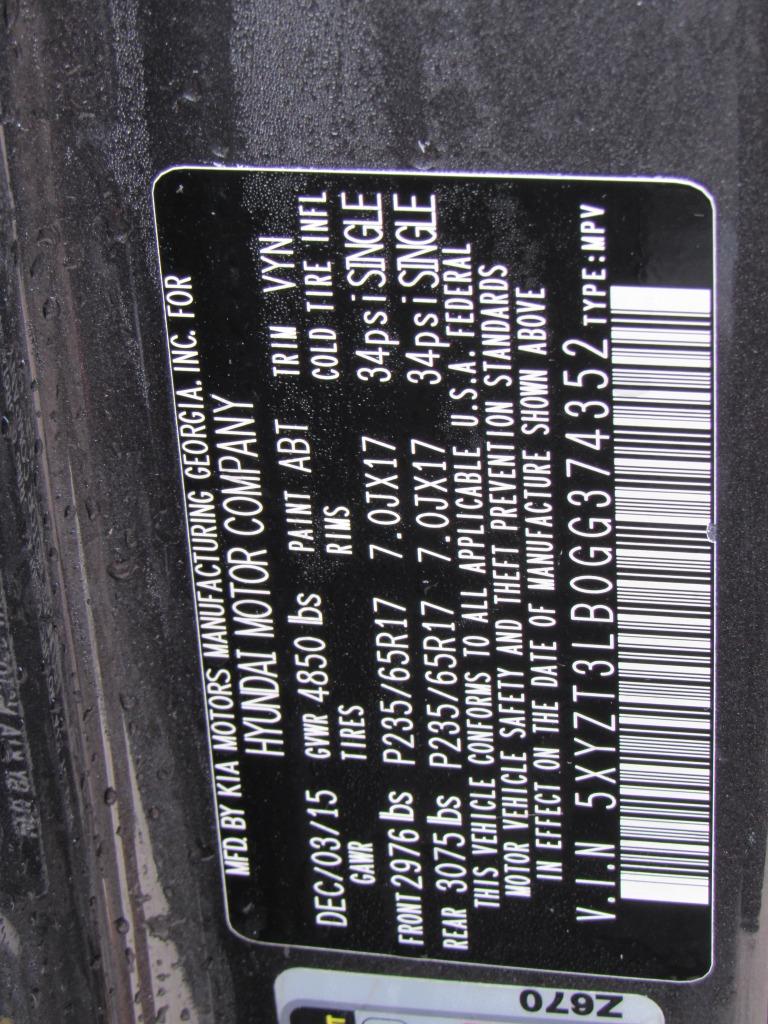 MFD. BY KIA MOTORS MANUFACTURING GEORGIA. INC. FOR
HYUNDAI MOTOR COMPANY
DEC/03/15 GVWR 4850 lbs PAINT ABT TRIM VYN
GAWR TIRES RIMS COLD TIRE INFL
FRONT 2976 lbs P235/65R17 7.0JX17 34psi SINGLE
REAR 3075 lbs P235/65R17 7.0JX17 34psi SINGLE
THIS VEHICLE CONFORMS TO ALL APPLICABLE U.S.A. FEDERAL
MOTOR VEHICLE SAFETY AND THEFT PREVENTION STANDARDS
IN EFFECT ON THE DATE OF MANUFACTURE SHOWN ABOVE
V.I.N 5XYZT3LB0GG374352 TYPE:MPV
Z670